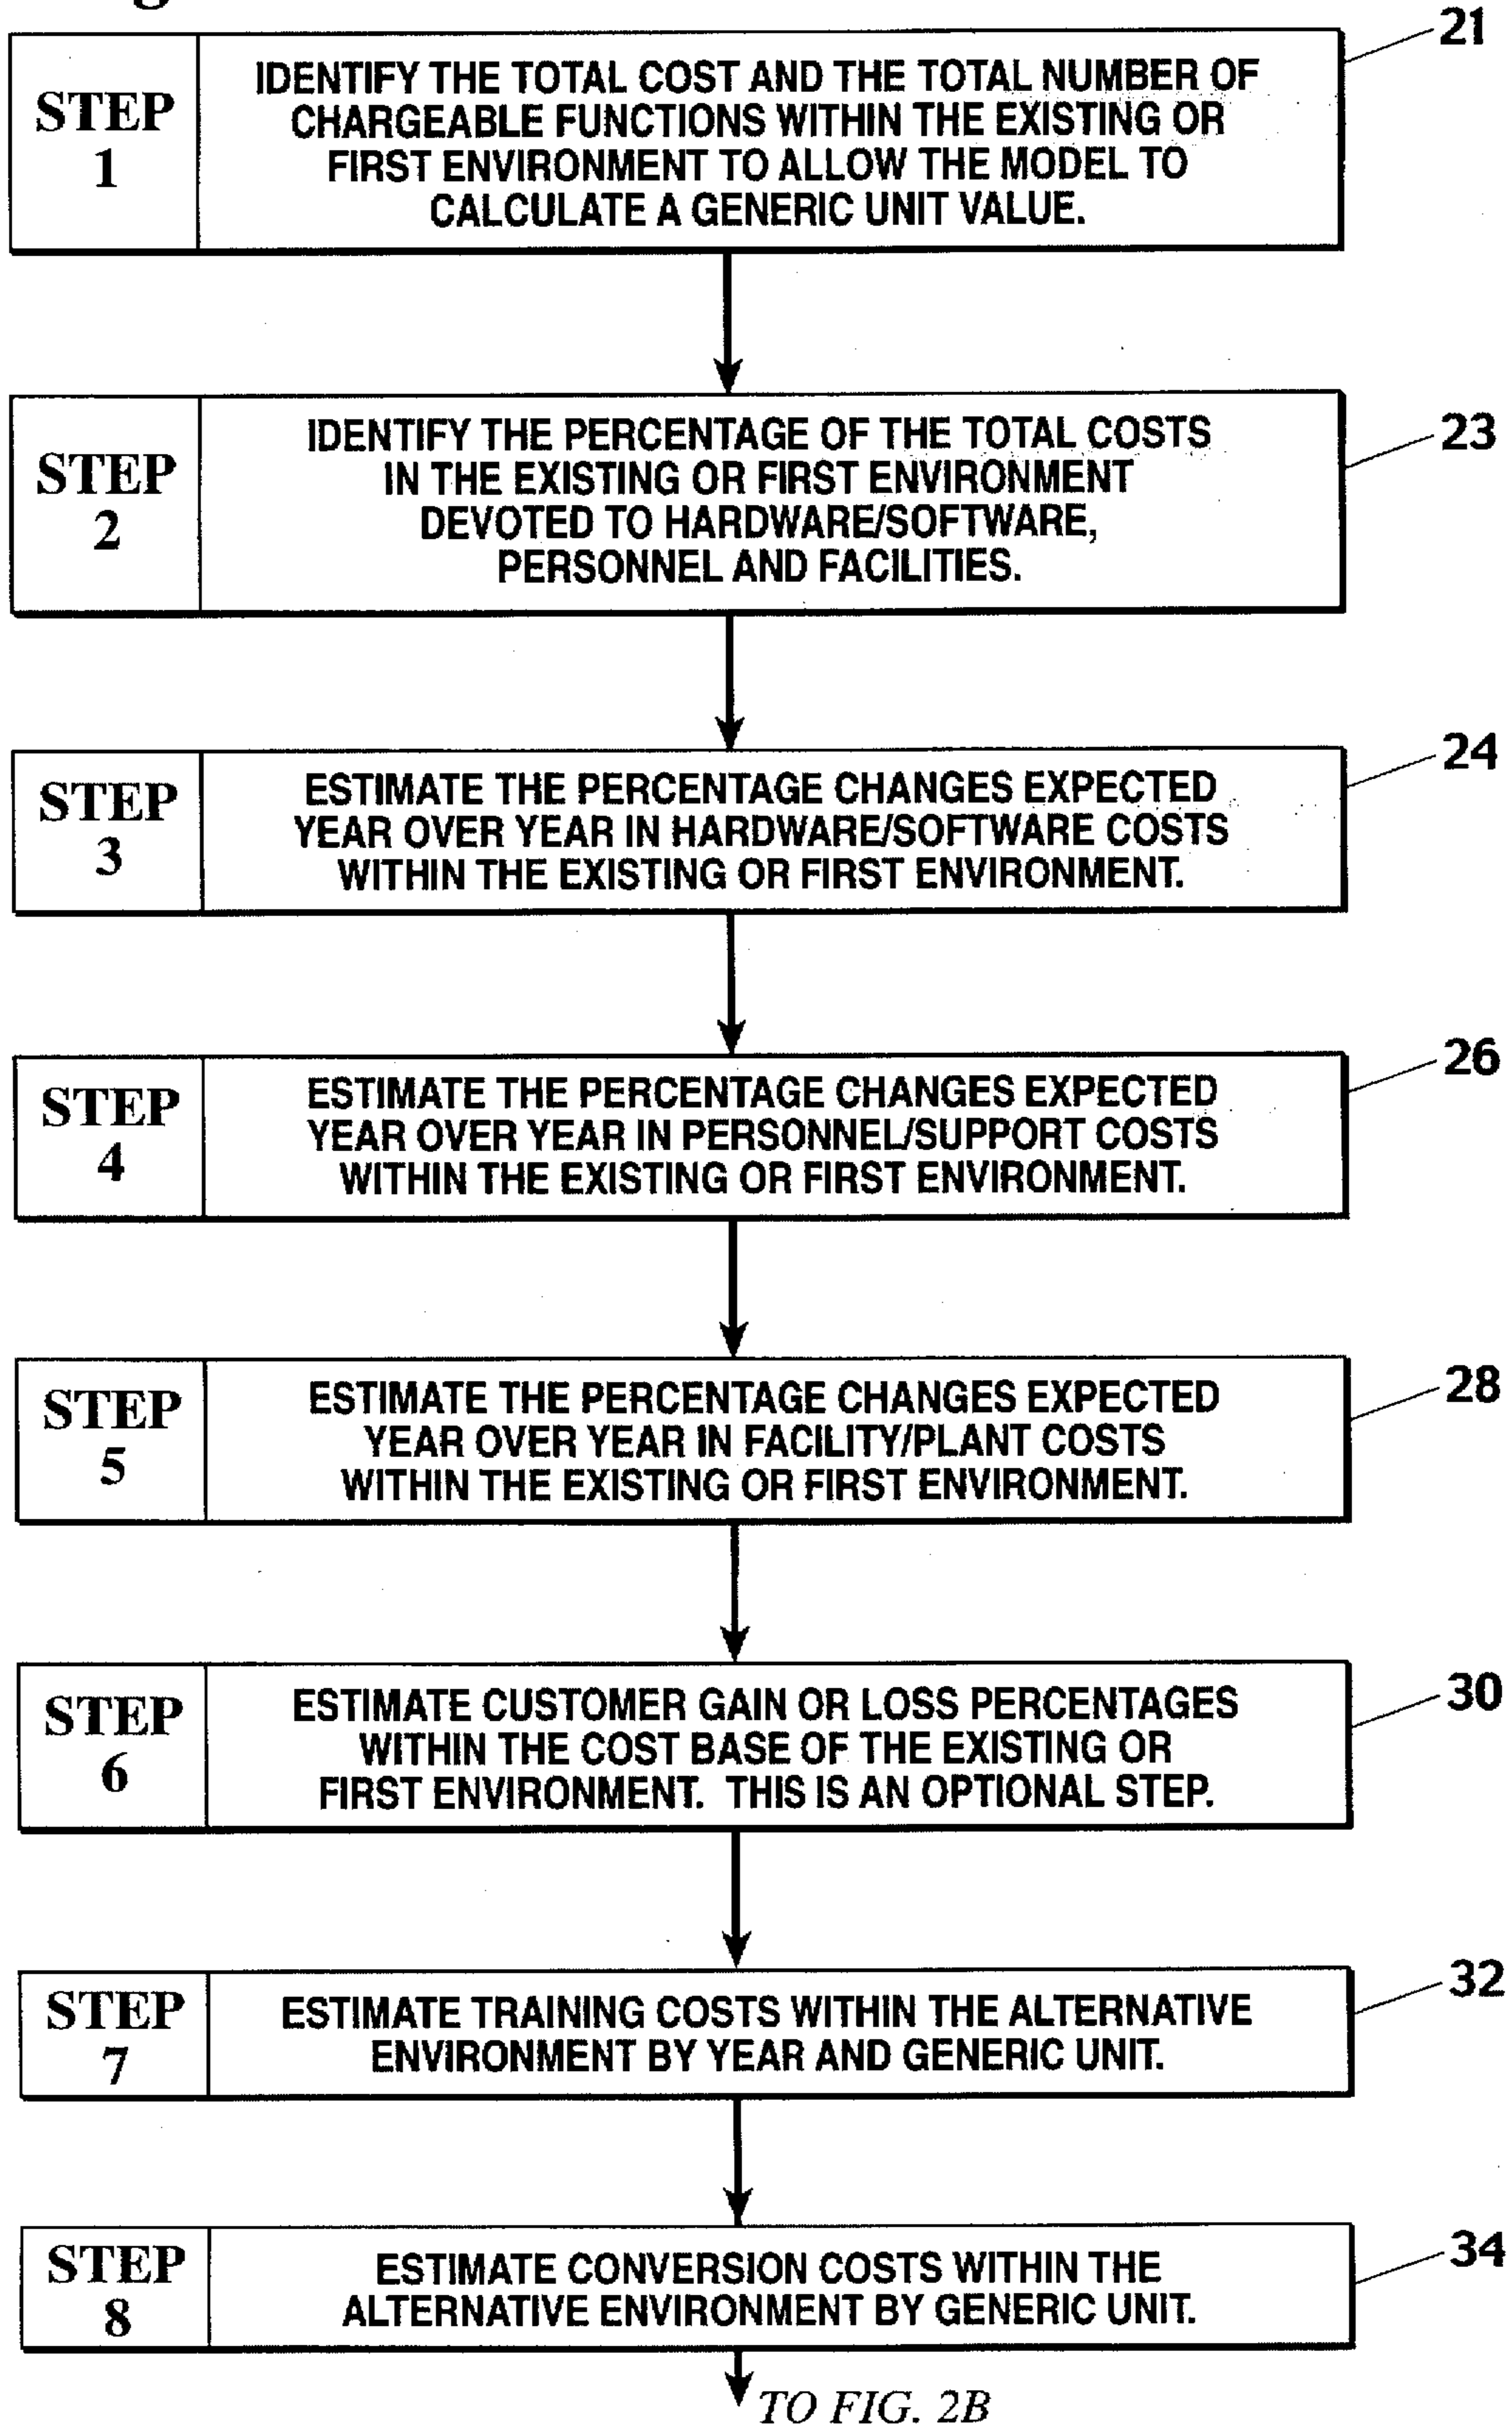 21
STEP
1
IDENTIFY THE TOTAL COST AND THE TOTAL NUMBER OF
CHARGEABLE FUNCTIONS WITHIN THE EXISTING OR
FIRST ENVIRONMENT TO ALLOW THE MODEL TO
CALCULATE A GENERIC UNIT VALUE.
23
STEP
2
IDENTIFY THE PERCENTAGE OF THE TOTAL COSTS
IN THE EXISTING OR FIRST ENVIRONMENT
DEVOTED TO HARDWARE/SOFTWARE,
PERSONNEL AND FACILITIES.
24
STEP
3
ESTIMATE THE PERCENTAGE CHANGES EXPECTED
YEAR OVER YEAR IN HARDWARE/SOFTWARE COSTS
WITHIN THE EXISTING OR FIRST ENVIRONMENT.
26
STEP
4
ESTIMATE THE PERCENTAGE CHANGES EXPECTED
YEAR OVER YEAR IN PERSONNEL/SUPPORT COSTS
WITHIN THE EXISTING OR FIRST ENVIRONMENT.
28
STEP
5
ESTIMATE THE PERCENTAGE CHANGES EXPECTED
YEAR OVER YEAR IN FACILITY/PLANT COSTS
WITHIN THE EXISTING OR FIRST ENVIRONMENT.
30
STEP
6
ESTIMATE CUSTOMER GAIN OR LOSS PERCENTAGES
WITHIN THE COST BASE OF THE EXISTING OR
FIRST ENVIRONMENT. THIS IS AN OPTIONAL STEP.
32
STEP
7
ESTIMATE TRAINING COSTS WITHIN THE ALTERNATIVE
ENVIRONMENT BY YEAR AND GENERIC UNIT.
34
STEP
8
ESTIMATE CONVERSION COSTS WITHIN THE
ALTERNATIVE ENVIRONMENT BY GENERIC UNIT.
TO FIG. 2B